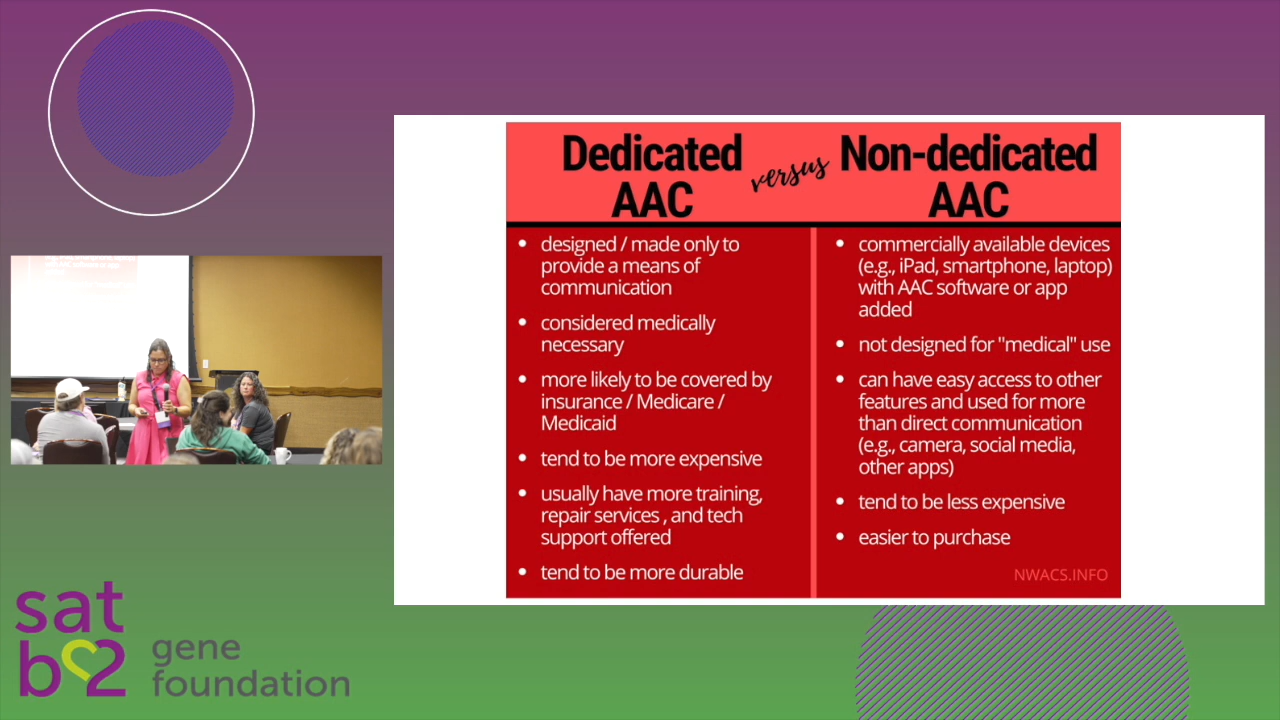 Dedicated
AAC
versus
Non-dedicated
AAC
• designed / made only to
provide a means of
communication
• considered medically
necessary
• more likely to be covered by
insurance / Medicare /
Medicaid
• tend to be more expensive
• usually have more training,
repair services , and tech
support offered
• tend to be more durable
• commercially available devices
(e.g., iPad, smartphone, laptop)
with AAC software or app
added
• not designed for "medical" use
• can have easy access to other
features and used for more
than direct communication
(e.g., camera, social media,
other apps)
• tend to be less expensive
• easier to purchase
NWACS.INFO
sat
b2
gene
foundation